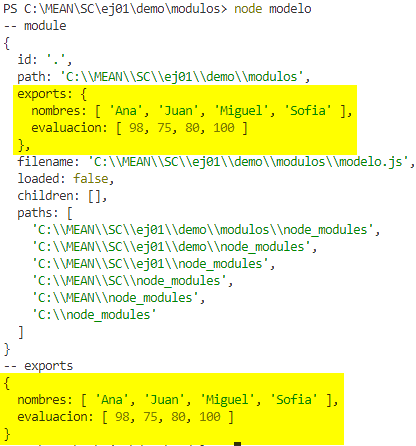 PS C:\MEAN\SC\ej01\demo\modulos> node modelo
-- module
{
  id: '.',
  path: 'C:\\MEAN\\SC\\ej01\\demo\\modulos',
  exports: {
    nombres: [ 'Ana', 'Juan', 'Miguel', 'Sofia' ],
    evaluacion: [ 98, 75, 80, 100 ]
  },
  filename: 'C:\\MEAN\\SC\\ej01\\demo\\modulos\\modelo.js',
  loaded: false,
  children: [],
  paths: [
    'C:\\MEAN\\SC\\ej01\\demo\\modulos\\node_modules',
    'C:\\MEAN\\SC\\ej01\\demo\\node_modules',
    'C:\\MEAN\\SC\\ej01\\node_modules',
    'C:\\MEAN\\SC\\node_modules',
    'C:\\MEAN\\node_modules',
    'C:\\node_modules'
  ]
}
-- exports
{
  nombres: [ 'Ana', 'Juan', 'Miguel', 'Sofia' ],
  evaluacion: [ 98, 75, 80, 100 ]
}